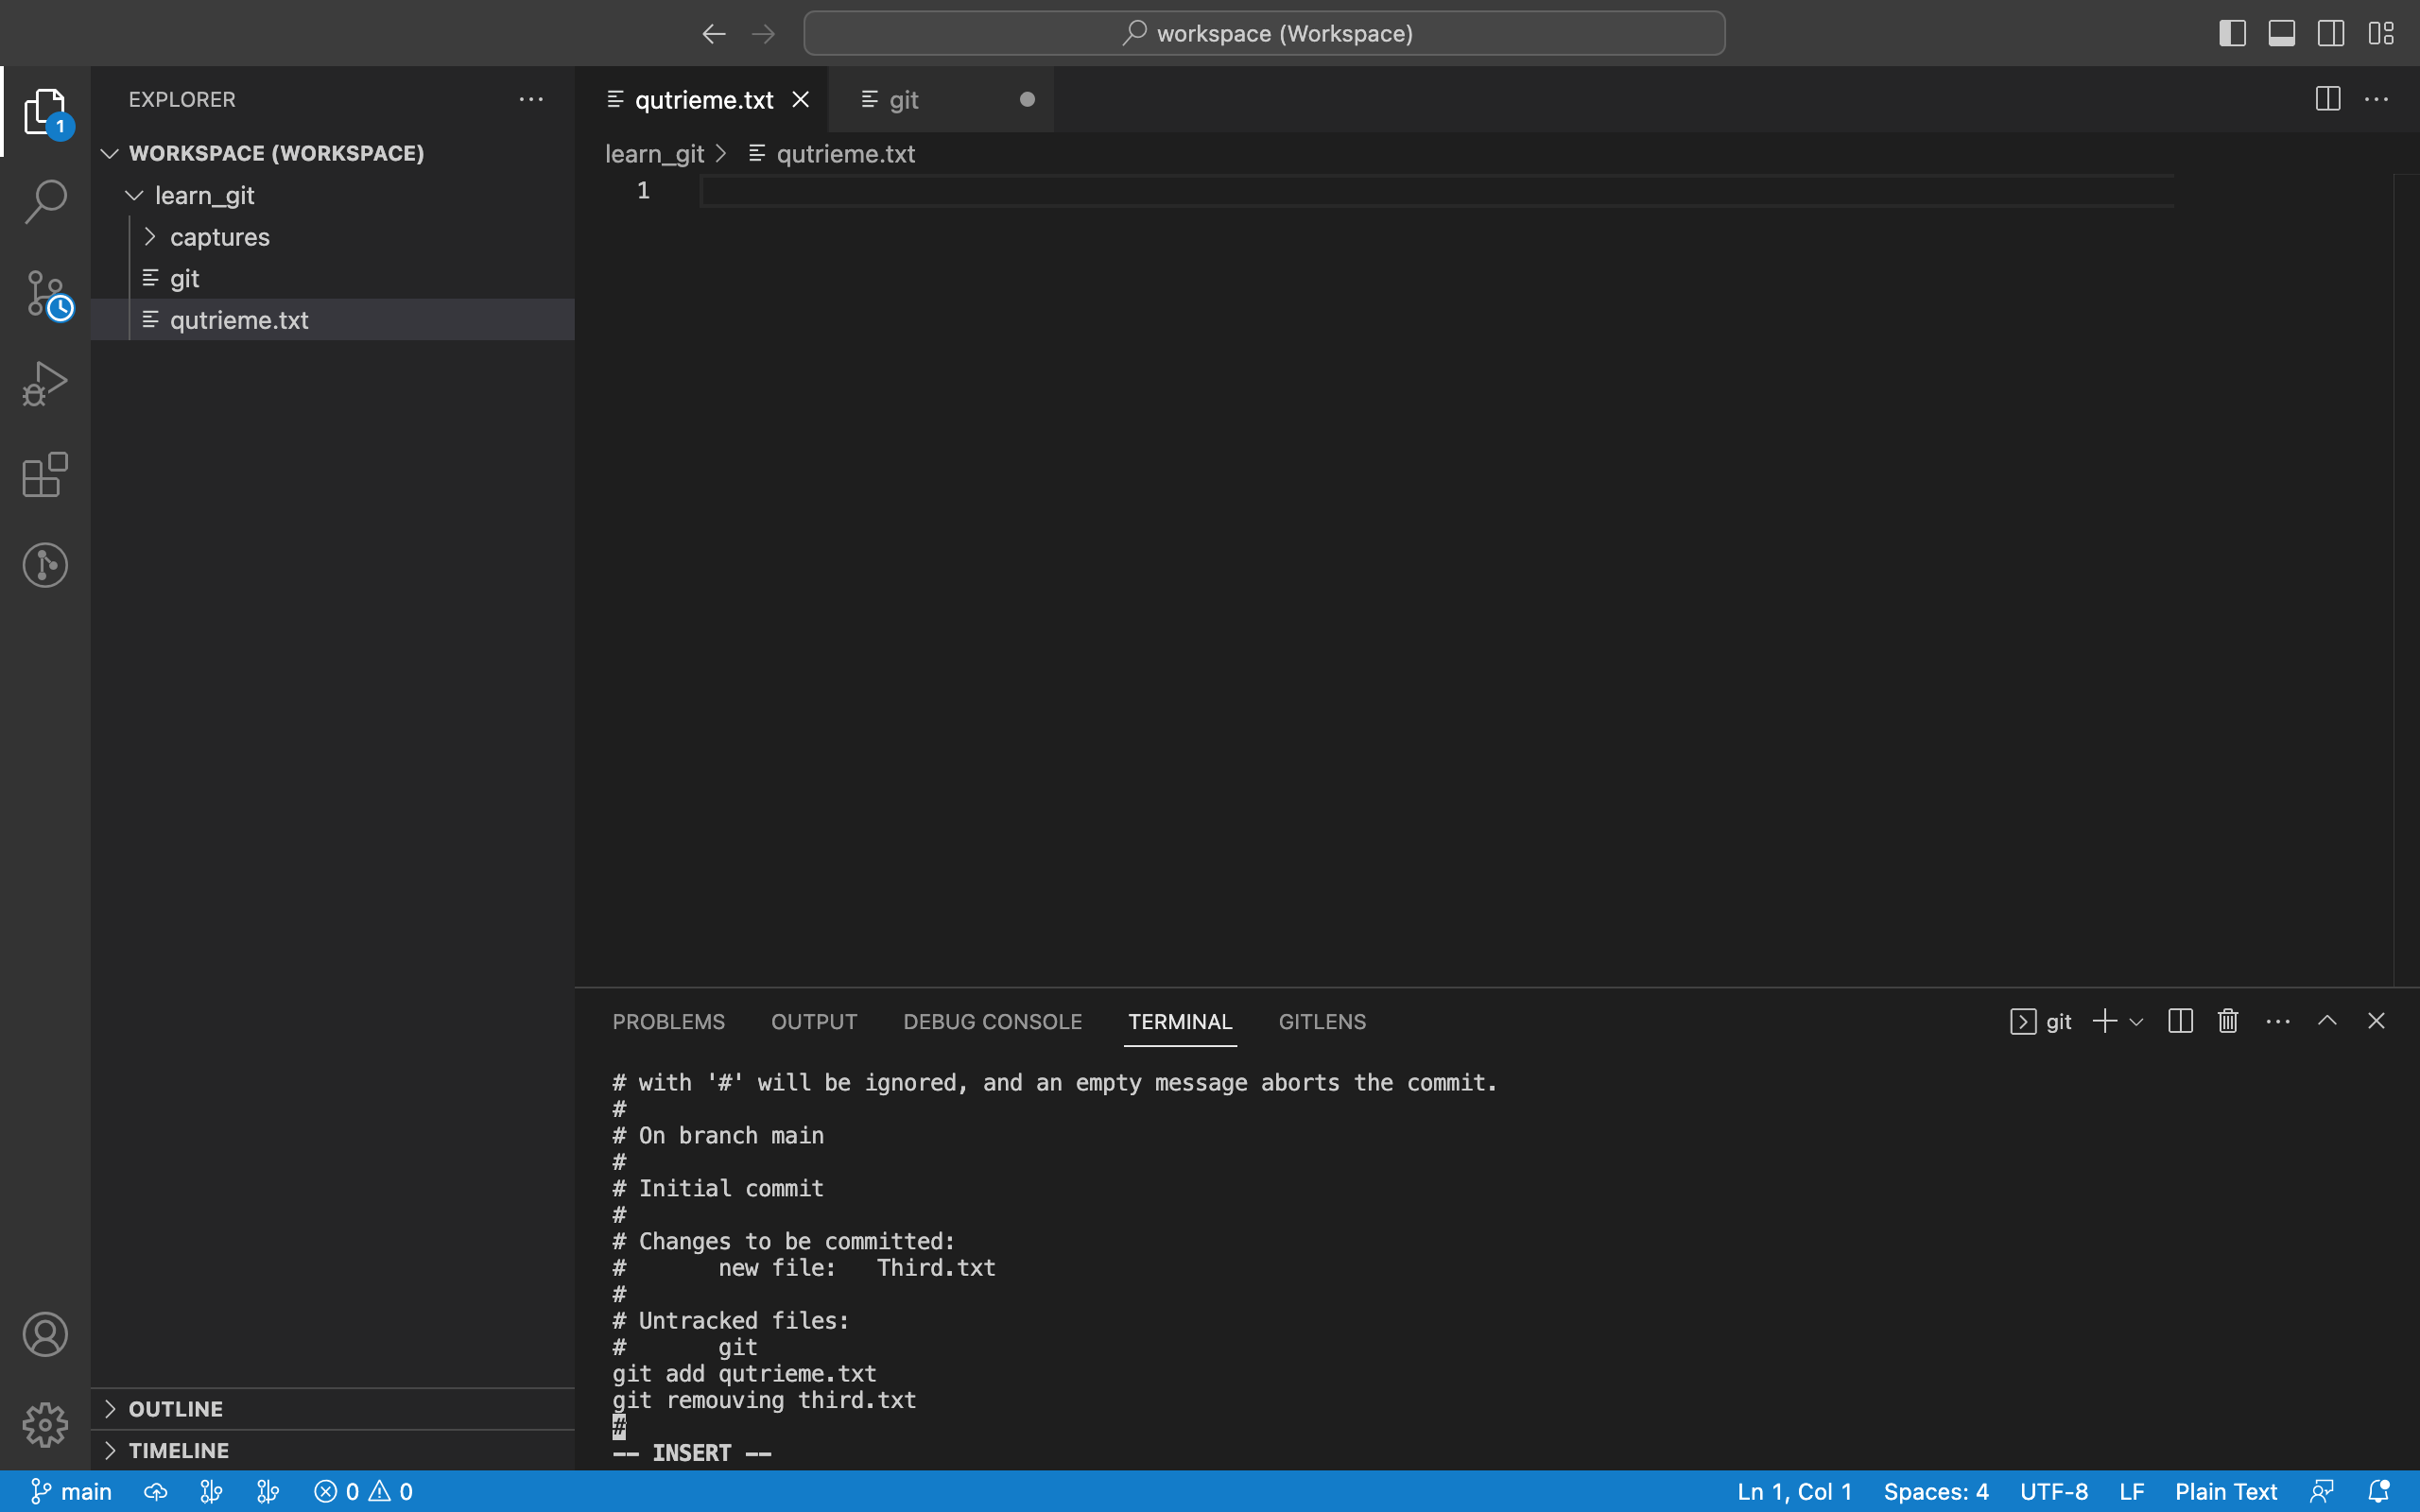 workspace (Workspace)
EXPLORER
qutrieme.txt
git
1
WORKSPACE (WORKSPACE)
learn_git
captures
git
qutrieme.txt
learn_git > qutrieme.txt
1
PROBLEMS OUTPUT DEBUG CONSOLE TERMINAL GITLENS
git
# with '#' will be ignored, and an empty message aborts the commit.
#
# On branch main
#
# Initial commit
#
# Changes to be committed:
#       new file:   Third.txt
#
# Untracked files:
#       git
git add qutrieme.txt
git remouving third.txt
#
-- INSERT --
OUTLINE
TIMELINE
main 0 0
Ln 1, Col 1 Spaces: 4 UTF-8 LF Plain Text